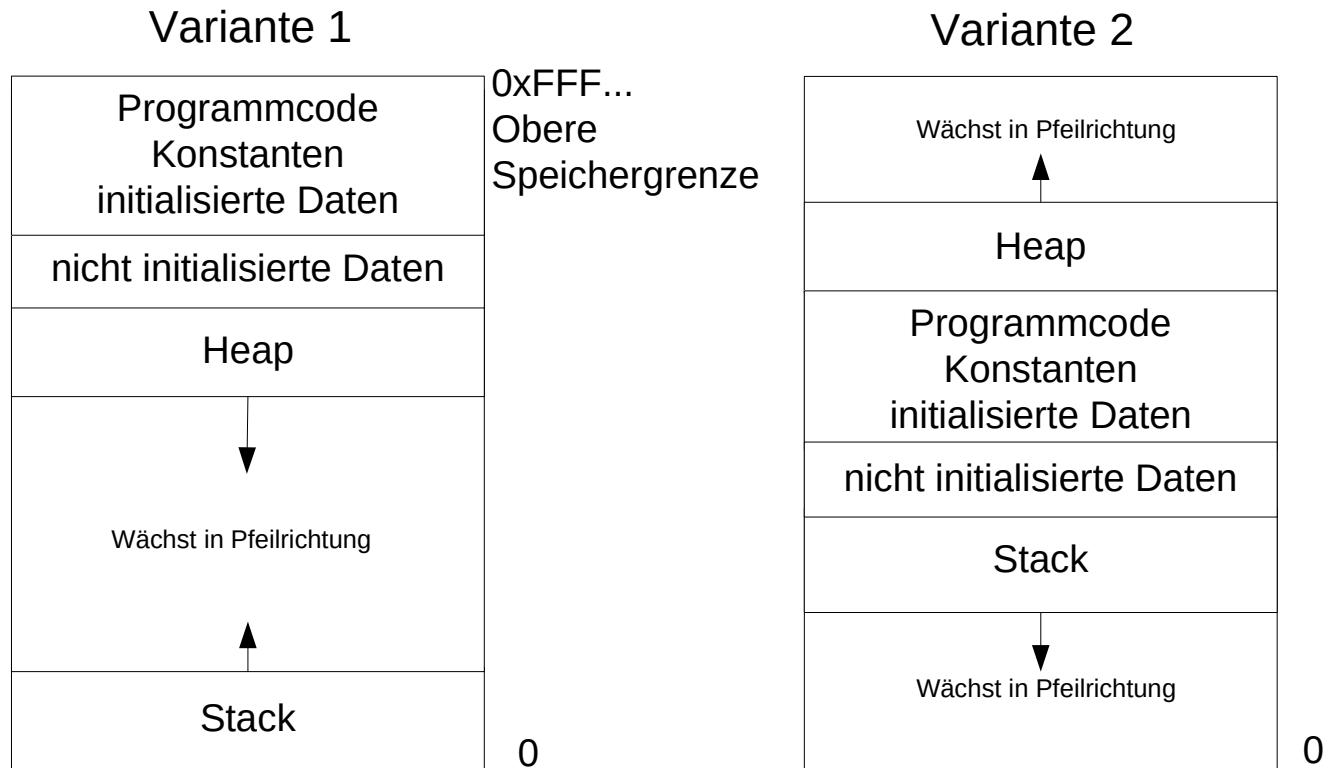 Variante 1
Programmcode
Konstanten
initialisierte Daten
nicht initialisierte Daten
Heap
Wächst in Pfeilrichtung
Stack
0xFFF...
Obere
Speichergrenze
0
Variante 2
Wächst in Pfeilrichtung
Heap
Programmcode
Konstanten
initialisierte Daten
nicht initialisierte Daten
Stack
Wächst in Pfeilrichtung
0